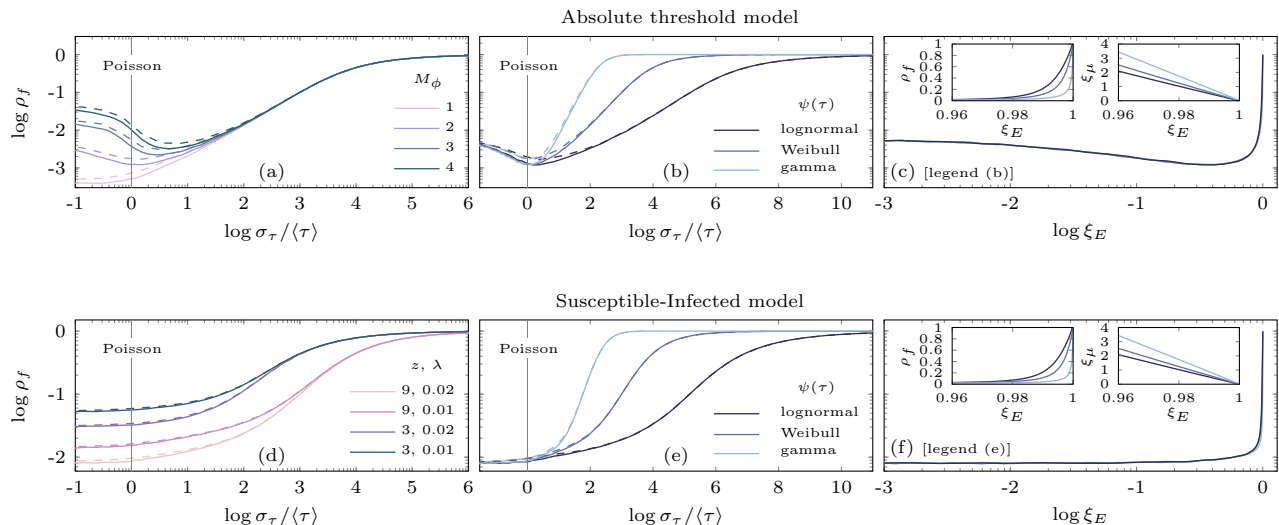 Absolute threshold model
log ρ_f
0
-1
-2
-3
Poisson
M_ϕ
1
2
3
4
(a)
-1 0 1 2 3 4 5 6
log σ_τ/⟨τ⟩
Poisson
ψ(τ)
lognormal
Weibull
gamma
(b)
0 2 4 6 8 10
log σ_τ/⟨τ⟩
ρ_f
1
0.8
0.6
0.4
0.2
0
0.96 0.98 1
ξ_E
ξ_μ
4
3
2
1
0
0.96 0.98 1
ξ_E
(c) [legend (b)]
-3 -2 -1 0
log ξ_E
Susceptible-Infected model
log ρ_f
0
-1
-2
Poisson
z, λ
9, 0.02
9, 0.01
3, 0.02
3, 0.01
(d)
-1 0 1 2 3 4 5 6
log σ_τ/⟨τ⟩
Poisson
ψ(τ)
lognormal
Weibull
gamma
(e)
0 2 4 6 8 10
log σ_τ/⟨τ⟩
ρ_f
1
0.8
0.6
0.4
0.2
0
0.96 0.98 1
ξ_E
ξ_μ
4
3
2
1
0
0.96 0.98 1
ξ_E
(f) [legend (e)]
-3 -2 -1 0
log ξ_E